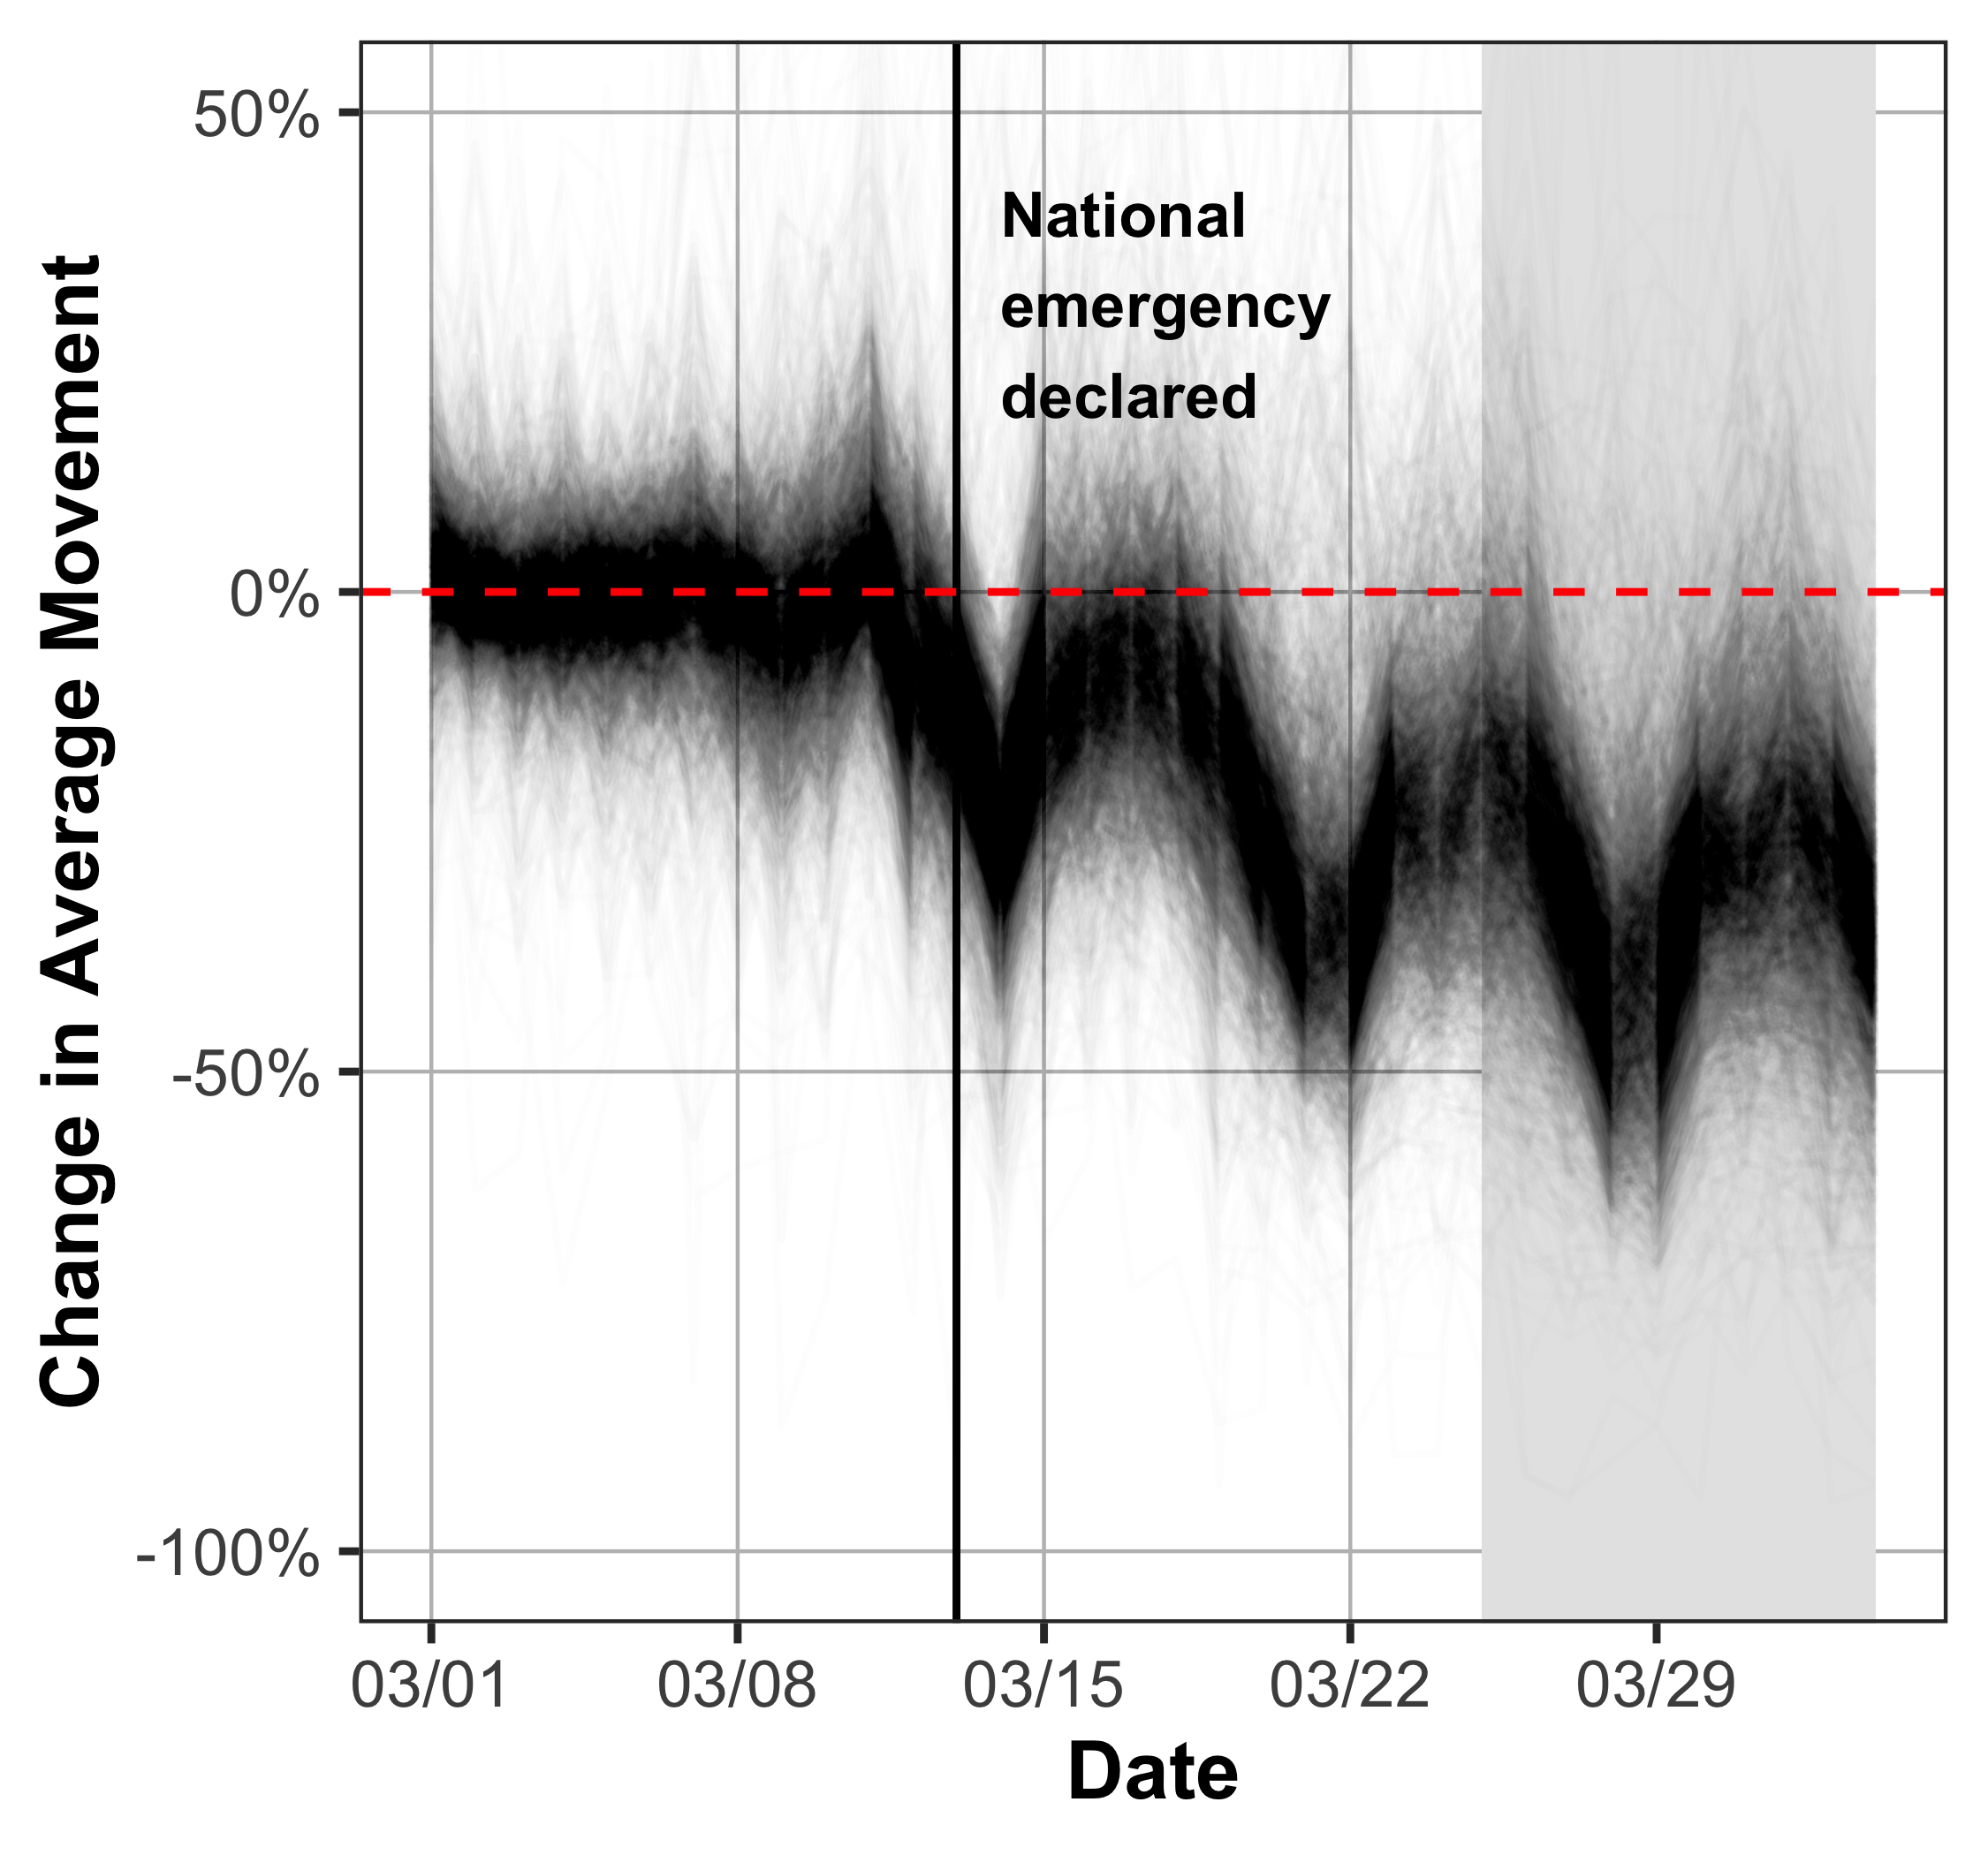 Change in Average Movement
50%
0%
-50%
-100%
National
emergency
declared
03/01
03/08
03/15
03/22
03/29
Date